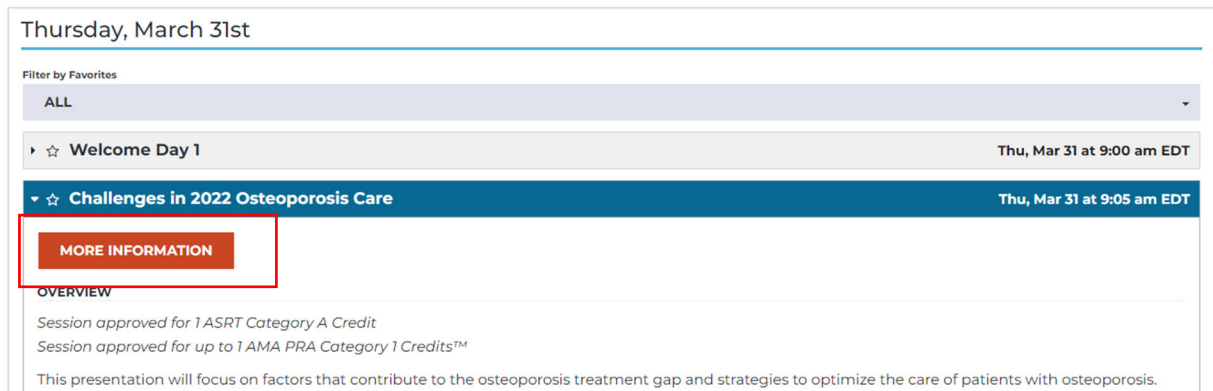 Thursday, March 31st
Filter by Favorites
ALL
Welcome Day 1 Thu, Mar 31 at 9:00 am EDT
Challenges in 2022 Osteoporosis Care Thu, Mar 31 at 9:05 am EDT
MORE INFORMATION
OVERVIEW
Session approved for 1 ASRT Category A Credit
Session approved for up to 1 AMA PRA Category 1 Credits™
This presentation will focus on factors that contribute to the osteoporosis treatment gap and strategies to optimize the care of patients with osteoporosis.